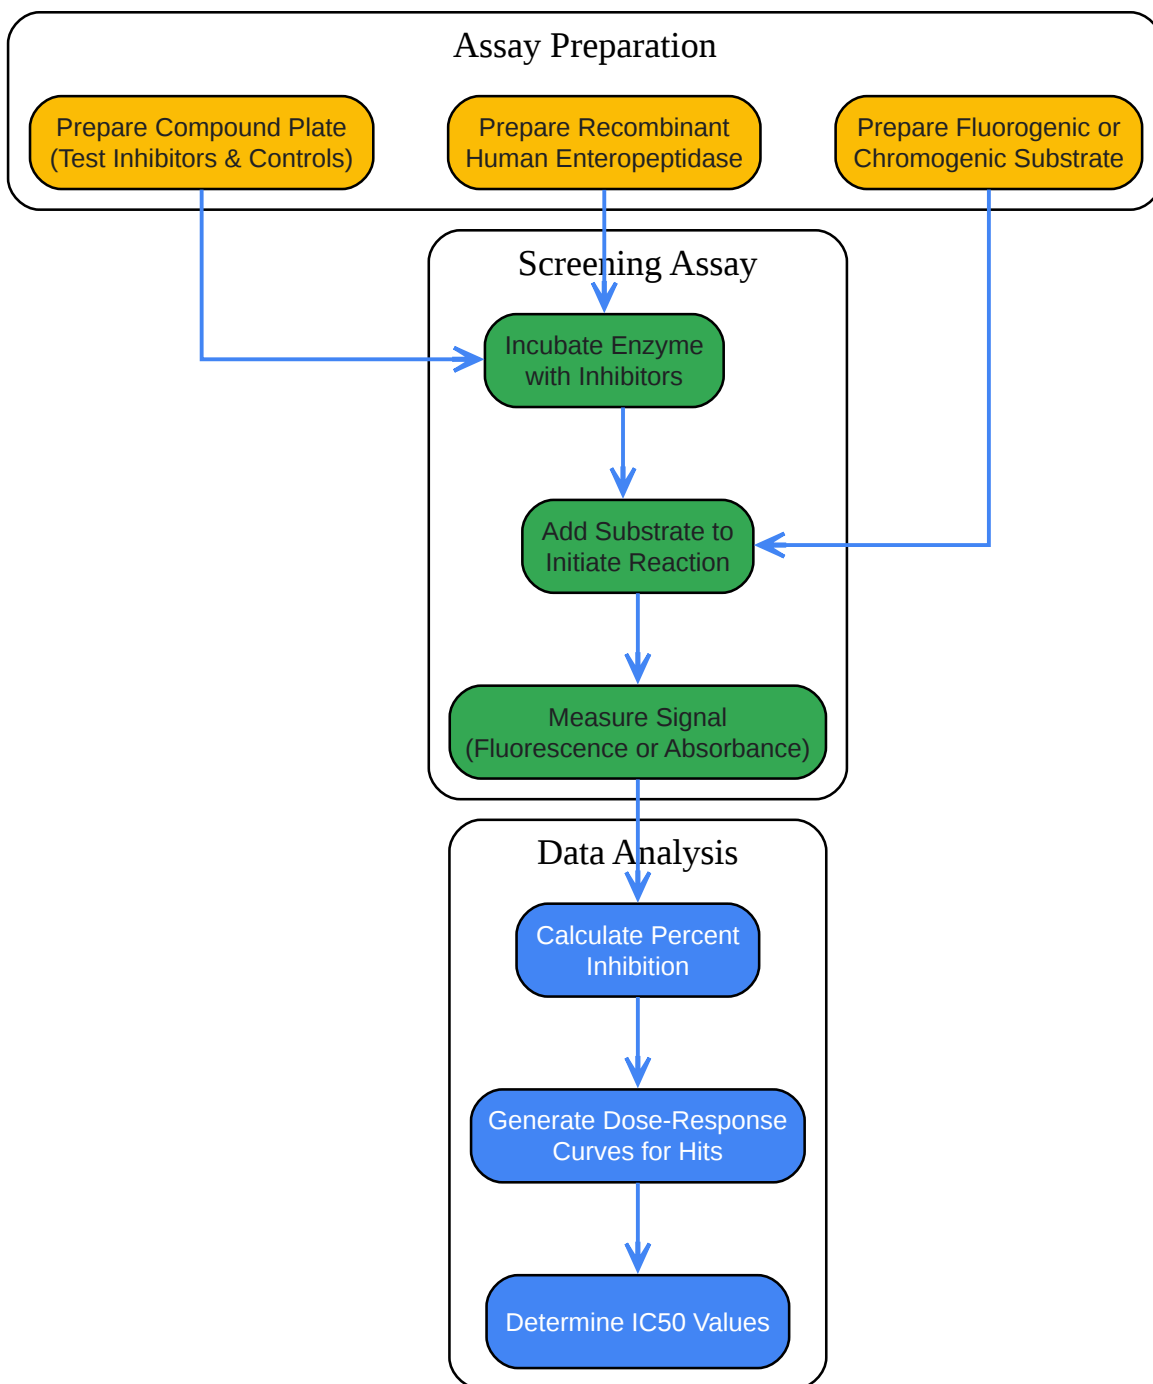 Assay Preparation
Prepare Compound Plate
(Test Inhibitors & Controls)
Prepare Recombinant
Human Enteropeptidase
Prepare Fluorogenic or
Chromogenic Substrate
Screening Assay
Incubate Enzyme
with Inhibitors
Add Substrate to
Initiate Reaction
Measure Signal
(Fluorescence or Absorbance)
Data Analysis
Calculate Percent
Inhibition
Generate Dose-Response
Curves for Hits
Determine IC50 Values